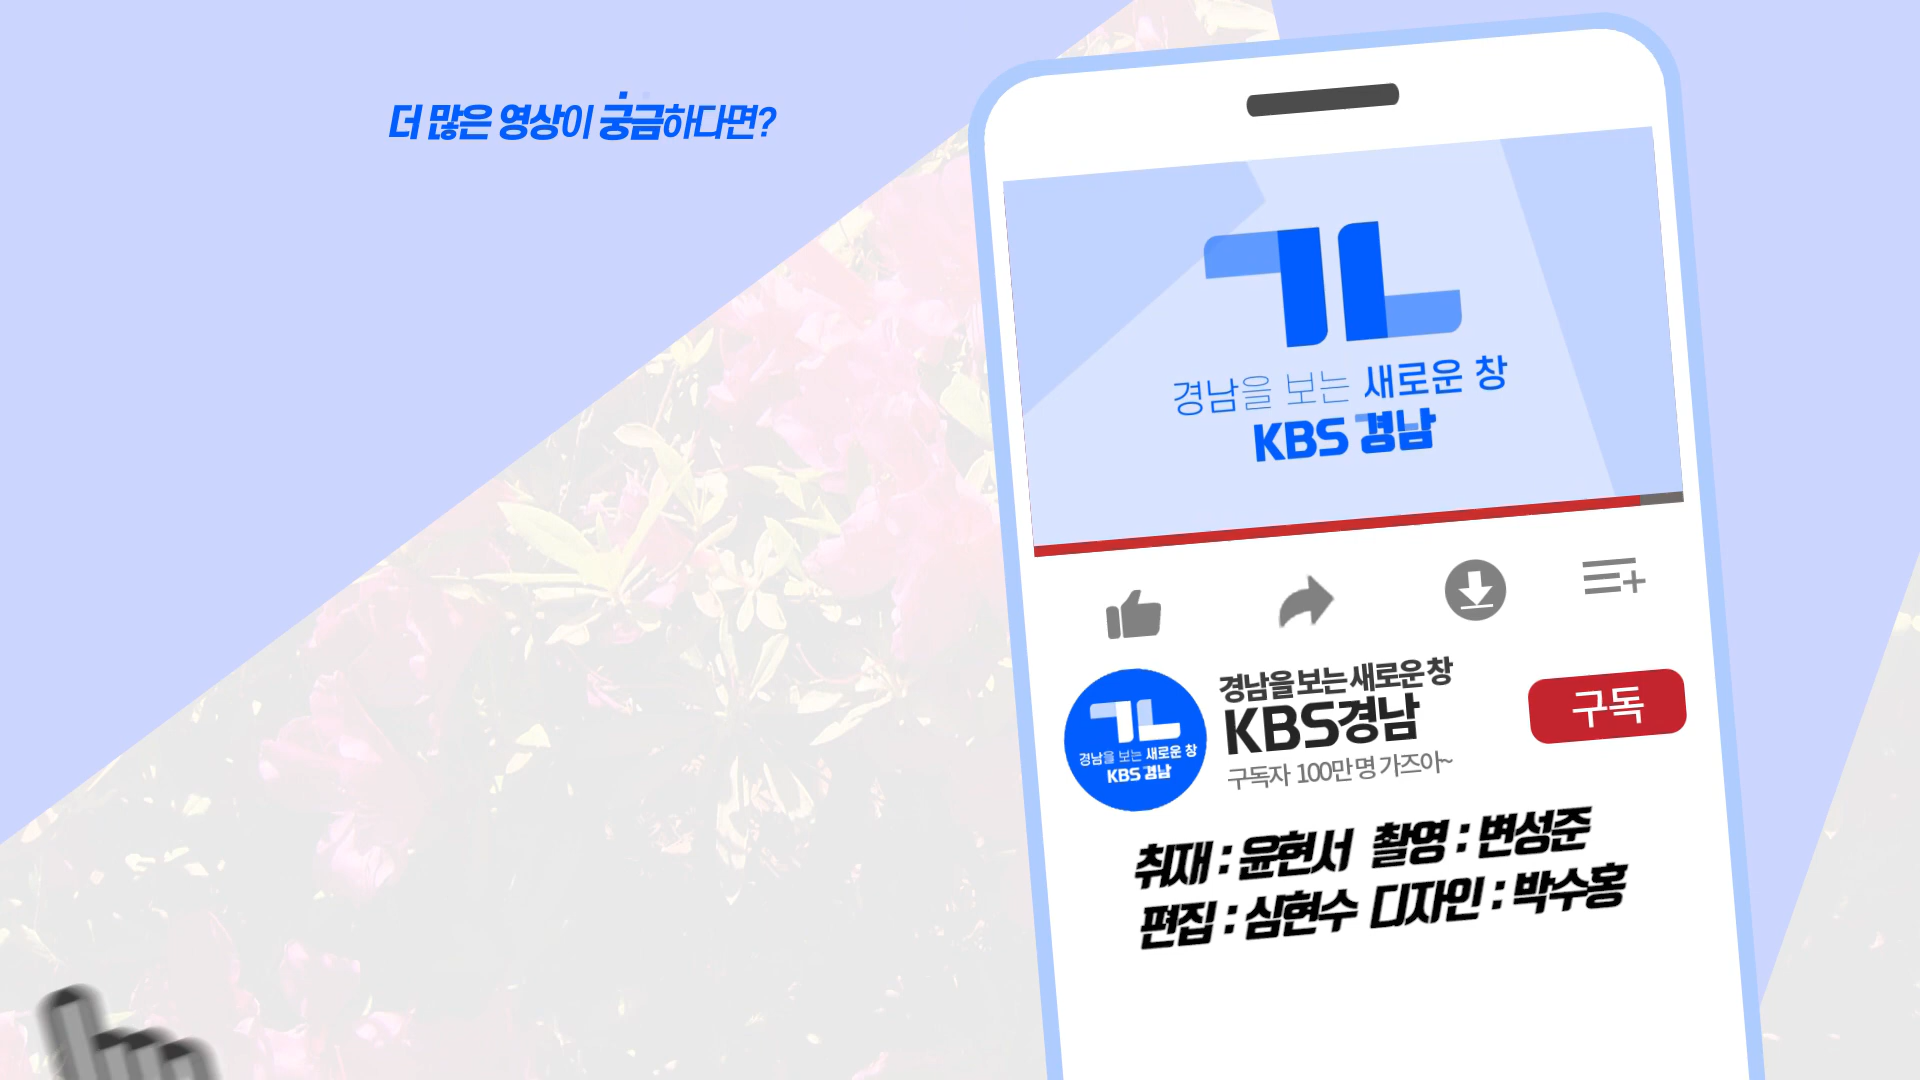 더 많은 영상이 궁금하다면?
경남을 보는 새로운 창
KBS 경남
경남을 보는 새로운 창
KBS 경남
경남을 보는 새로운 창
KBS경남
구독자 100만 명 가즈아~
구독
취재 : 윤현서 촬영 : 변성준
편집 : 심현수 디자인 : 박수홍